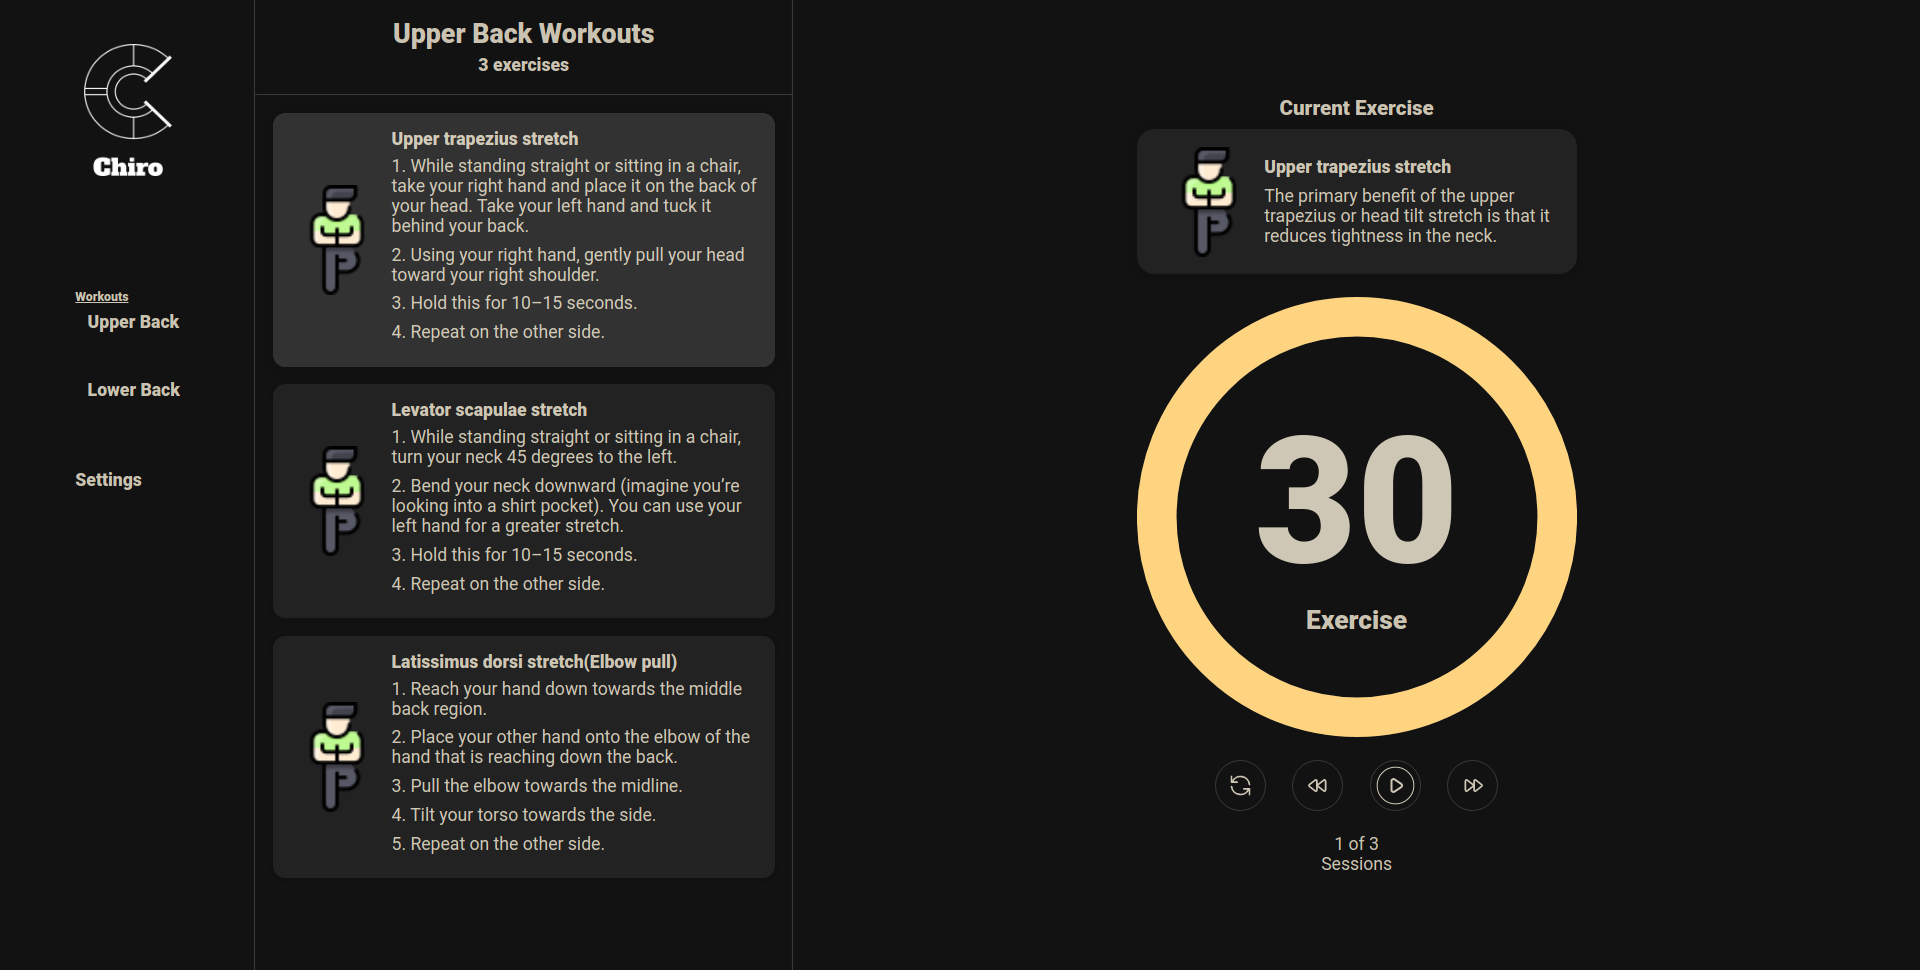 Chiro
Workouts
Upper Back
Lower Back
Settings
Upper Back Workouts
3 exercises
Upper trapezius stretch
1. While standing straight or sitting in a chair,
take your right hand and place it on the back of
your head. Take your left hand and tuck it
behind your back.
2. Using your right hand, gently pull your head
toward your right shoulder.
3. Hold this for 10–15 seconds.
4. Repeat on the other side.
Levator scapulae stretch
1. While standing straight or sitting in a chair,
turn your neck 45 degrees to the left.
2. Bend your neck downward (imagine you’re
looking into a shirt pocket). You can use your
left hand for a greater stretch.
3. Hold this for 10–15 seconds.
4. Repeat on the other side.
Latissimus dorsi stretch(Elbow pull)
1. Reach your hand down towards the middle
back region.
2. Place your other hand onto the elbow of the
hand that is reaching down the back.
3. Pull the elbow towards the midline.
4. Tilt your torso towards the side.
5. Repeat on the other side.
Current Exercise
Upper trapezius stretch
The primary benefit of the upper
trapezius or head tilt stretch is that it
reduces tightness in the neck.
30
Exercise
1 of 3
Sessions